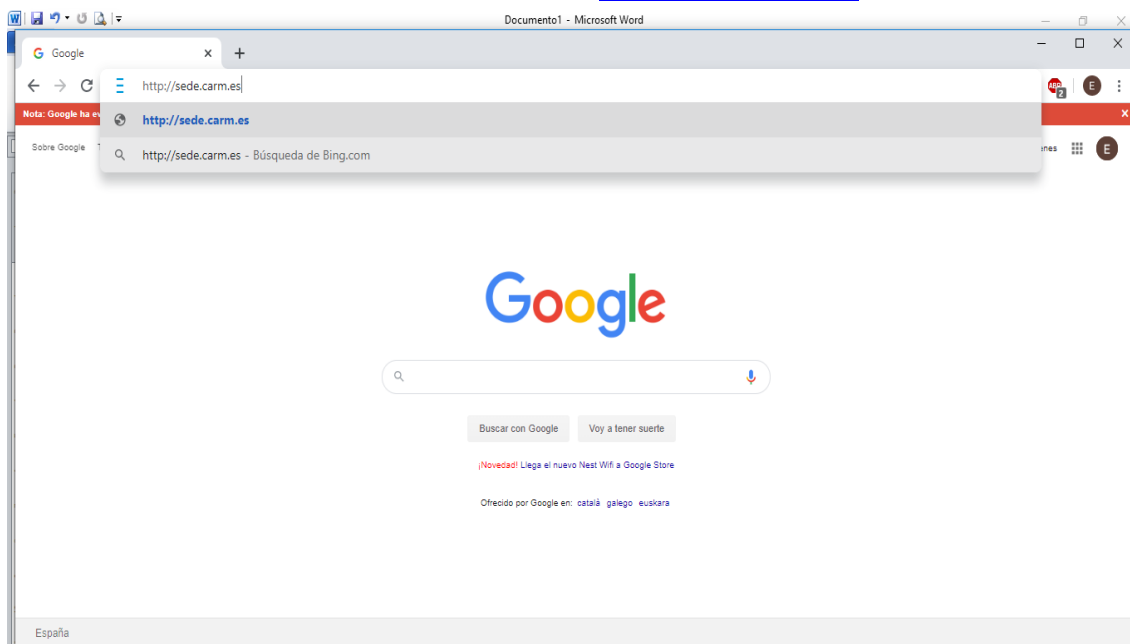 Documento1 - Microsoft Word
Google
http://sede.carm.es
2
E
Nota: Google ha ev
http://sede.carm.es
http://sede.carm.es - Búsqueda de Bing.com
Sobre Google
E
Google
Buscar con Google
Voy a tener suerte
¡Novedad! Llega el nuevo Nest Wifi a Google Store
Ofrecido por Google en: català galego euskara
España